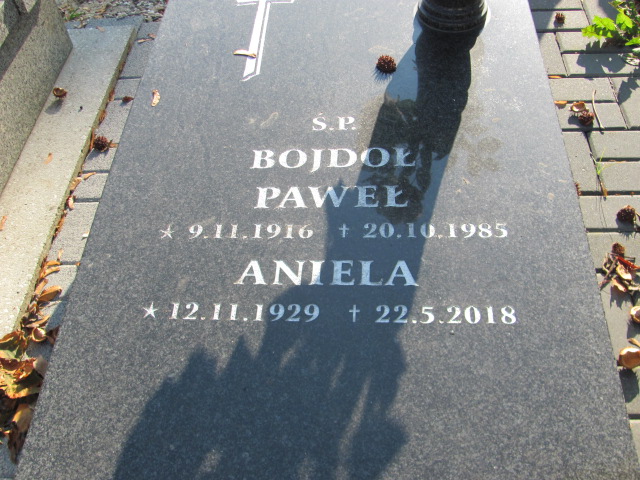 Ś.P.
BOJDOŁ
PAWEŁ
* 9.11.1916 † 20.10.1985
ANIELA
* 12.11.1929 † 22.5.2018